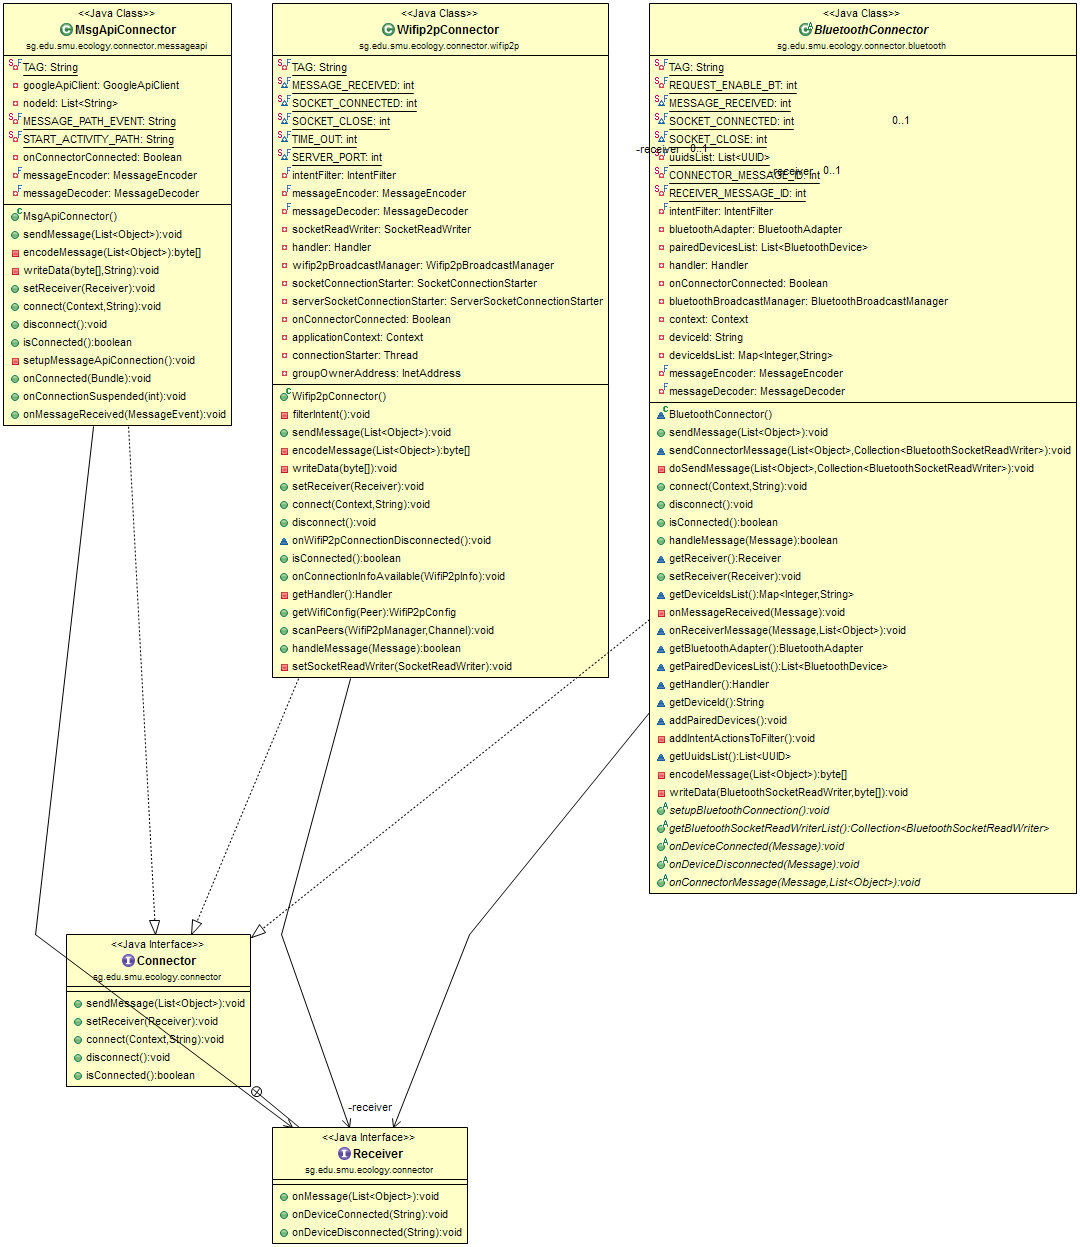 <<Java Class>>
MsgApiConnector
sg.edu.smu.ecology.connector.messageapi
TAG: String
googleApiClient: GoogleApiClient
nodeId: List<String>
MESSAGE_PATH_EVENT: String
START_ACTIVITY_PATH: String
onConnectorConnected: Boolean
messageEncoder: MessageEncoder
messageDecoder: MessageDecoder
MsgApiConnector()
sendMessage(List<Object>):void
encodeMessage(List<Object>):byte[]
writeData(byte[],String):void
setReceiver(Receiver):void
connect(Context,String):void
disconnect():void
isConnected():boolean
setupMessageApiConnection():void
onConnected(Bundle):void
onConnectionSuspended(int):void
onMessageReceived(MessageEvent):void
<<Java Class>>
Wifip2pConnector
sg.edu.smu.ecology.connector.wifip2p
TAG: String
MESSAGE_RECEIVED: int
SOCKET_CONNECTED: int
SOCKET_CLOSE: int
TIME_OUT: int
SERVER_PORT: int
intentFilter: IntentFilter
messageEncoder: MessageEncoder
messageDecoder: MessageDecoder
socketReadWriter: SocketReadWriter
handler: Handler
wifip2pBroadcastManager: Wifip2pBroadcastManager
socketConnectionStarter: SocketConnectionStarter
serverSocketConnectionStarter: ServerSocketConnectionStarter
onConnectorConnected: Boolean
applicationContext: Context
connectionStarter: Thread
groupOwnerAddress: InetAddress
Wifip2pConnector()
filterIntent():void
sendMessage(List<Object>):void
encodeMessage(List<Object>):byte[]
writeData(byte[]):void
setReceiver(Receiver):void
connect(Context,String):void
disconnect():void
onWifiP2pConnectionDisconnected():void
isConnected():boolean
onConnectionInfoAvailable(WifiP2pInfo):void
getHandler():Handler
getWifiConfig(Peer):WifiP2pConfig
scanPeers(WifiP2pManager,Channel):void
handleMessage(Message):boolean
setSocketReadWriter(SocketReadWriter):void
<<Java Class>>
BluetoothConnector
sg.edu.smu.ecology.connector.bluetooth
TAG: String
REQUEST_ENABLE_BT: int
MESSAGE_RECEIVED: int
SOCKET_CONNECTED: int
0..1
SOCKET_CLOSE: int
-receiver 0..1
uuidsList: List<UUID>
-receiver 0..1
CONNECTOR_MESSAGE_ID: int
RECEIVER_MESSAGE_ID: int
intentFilter: IntentFilter
bluetoothAdapter: BluetoothAdapter
pairedDevicesList: List<BluetoothDevice>
handler: Handler
onConnectorConnected: Boolean
bluetoothBroadcastManager: BluetoothBroadcastManager
context: Context
deviceId: String
deviceIdsList: Map<Integer,String>
messageEncoder: MessageEncoder
messageDecoder: MessageDecoder
BluetoothConnector()
sendMessage(List<Object>):void
sendConnectorMessage(List<Object>,Collection<BluetoothSocketReadWriter>):void
doSendMessage(List<Object>,Collection<BluetoothSocketReadWriter>):void
connect(Context,String):void
disconnect():void
isConnected():boolean
handleMessage(Message):boolean
getReceiver():Receiver
setReceiver(Receiver):void
getDeviceIdsList():Map<Integer,String>
onMessageReceived(Message):void
onReceiverMessage(Message,List<Object>):void
getBluetoothAdapter():BluetoothAdapter
getPairedDevicesList():List<BluetoothDevice>
getHandler():Handler
getDeviceId():String
addPairedDevices():void
addIntentActionsToFilter():void
getUuidsList():List<UUID>
encodeMessage(List<Object>):byte[]
writeData(BluetoothSocketReadWriter,byte[]):void
setupBluetoothConnection():void
getBluetoothSocketReadWriterList():Collection<BluetoothSocketReadWriter>
onDeviceConnected(Message):void
onDeviceDisconnected(Message):void
onConnectorMessage(Message,List<Object>):void
<<Java Interface>>
Connector
sg.edu.smu.ecology.connector
sendMessage(List<Object>):void
setReceiver(Receiver):void
connect(Context,String):void
disconnect():void
isConnected():boolean
-receiver
<<Java Interface>>
Receiver
sg.edu.smu.ecology.connector
onMessage(List<Object>):void
onDeviceConnected(String):void
onDeviceDisconnected(String):void